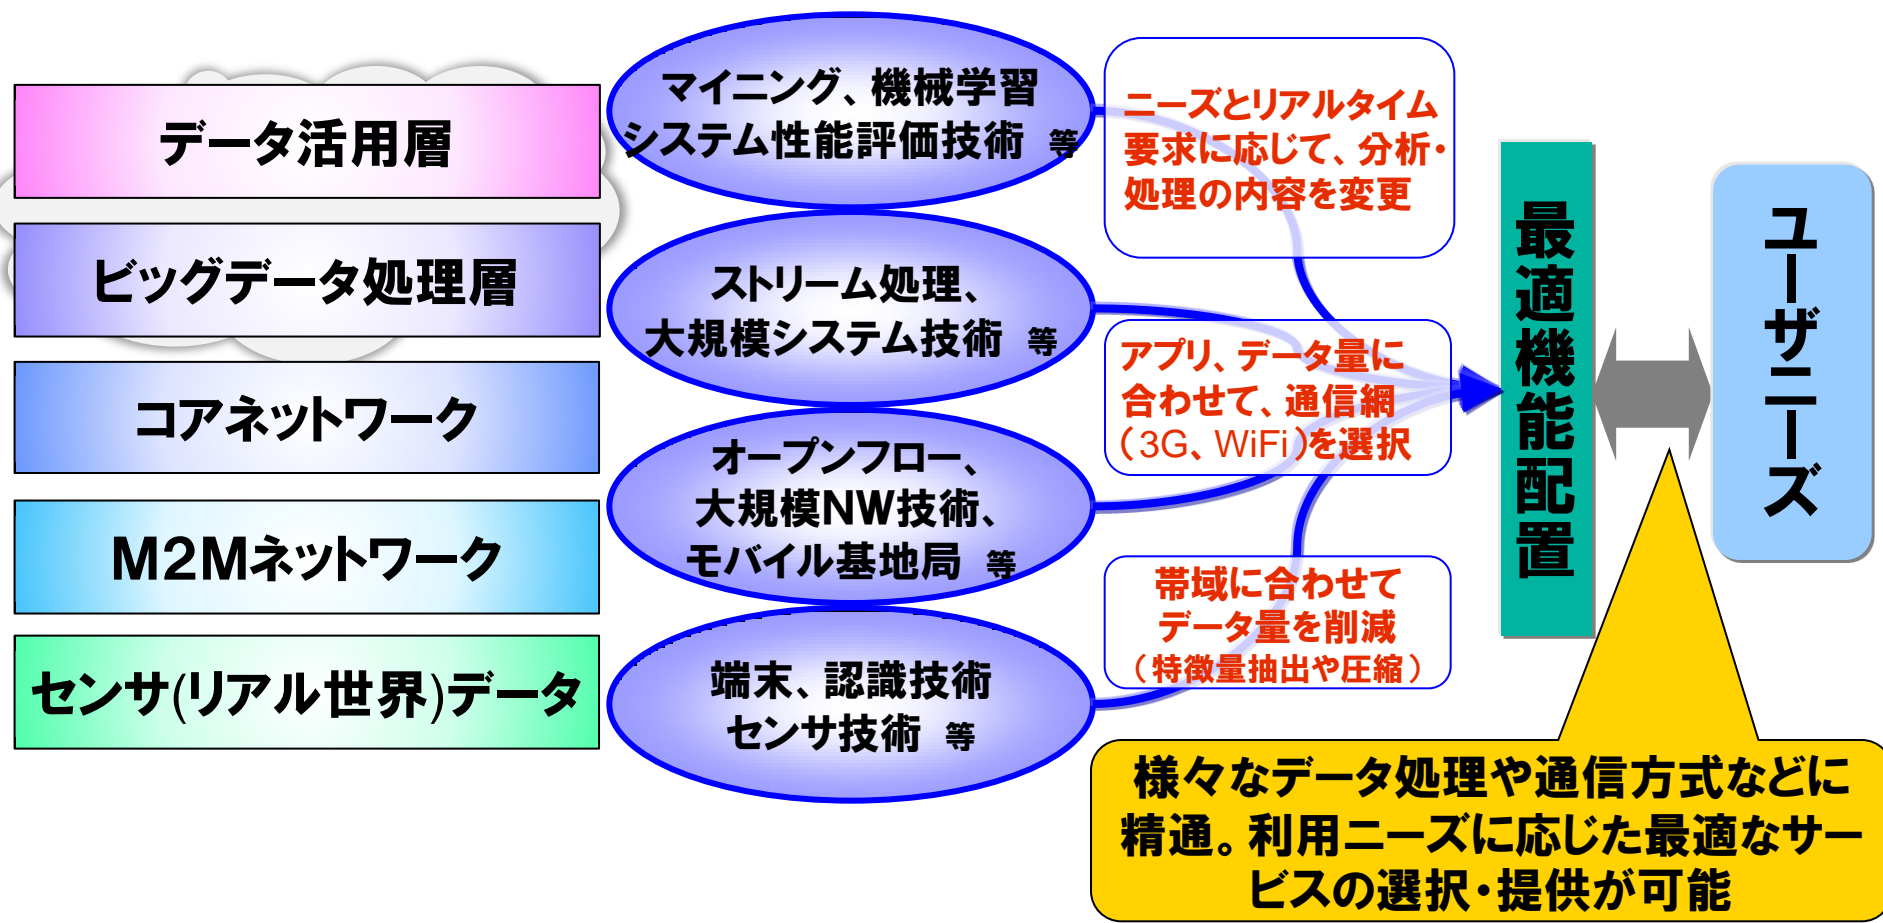 データ活用層
ビッグデータ処理層
コアネットワーク
M2Mネットワーク
センサ(リアル世界)データ
マイニング、機械学習
システム性能評価技術 等
ストリーム処理、
大規模システム技術 等
オープンフロー、
大規模NW技術、
モバイル基地局 等
端末、認識技術
センサ技術 等
ニーズとリアルタイム
要求に応じて、分析・
処理の内容を変更
アプリ、データ量に
合わせて、通信網
（3G、WiFi）を選択
帯域に合わせて
データ量を削減
（特徴量抽出や圧縮）
最適機能配置
ユーザニーズ
様々なデータ処理や通信方式などに
精通。利用ニーズに応じた最適なサー
ビスの選択・提供が可能